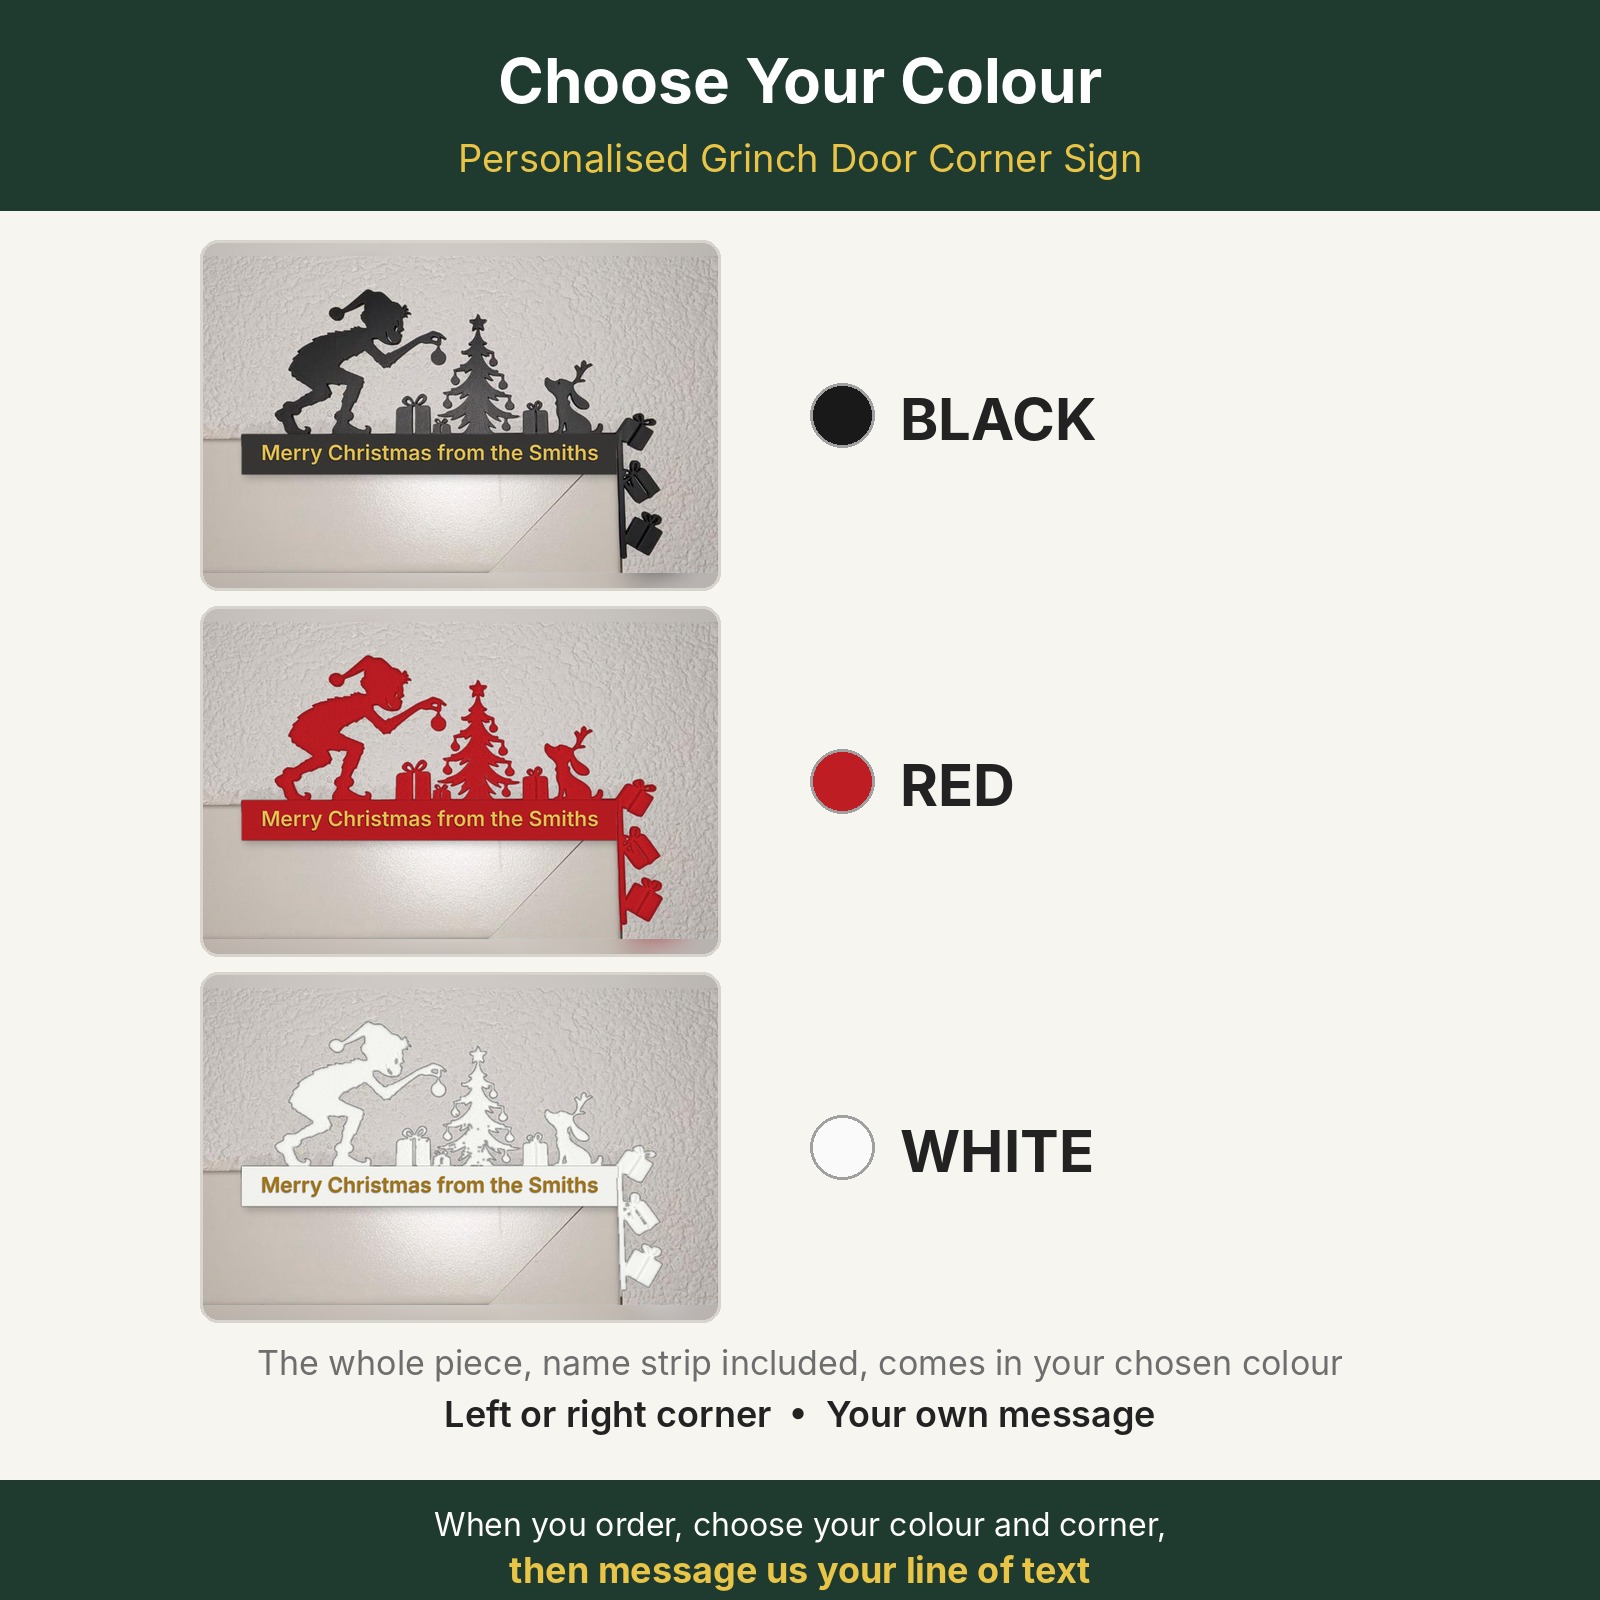 Choose Your Colour
Personalised Grinch Door Corner Sign
Merry Christmas from the Smiths
BLACK
Merry Christmas from the Smiths
RED
Merry Christmas from the Smiths
WHITE
The whole piece, name strip included, comes in your chosen colour
Left or right corner • Your own message
When you order, choose your colour and corner,
then message us your line of text